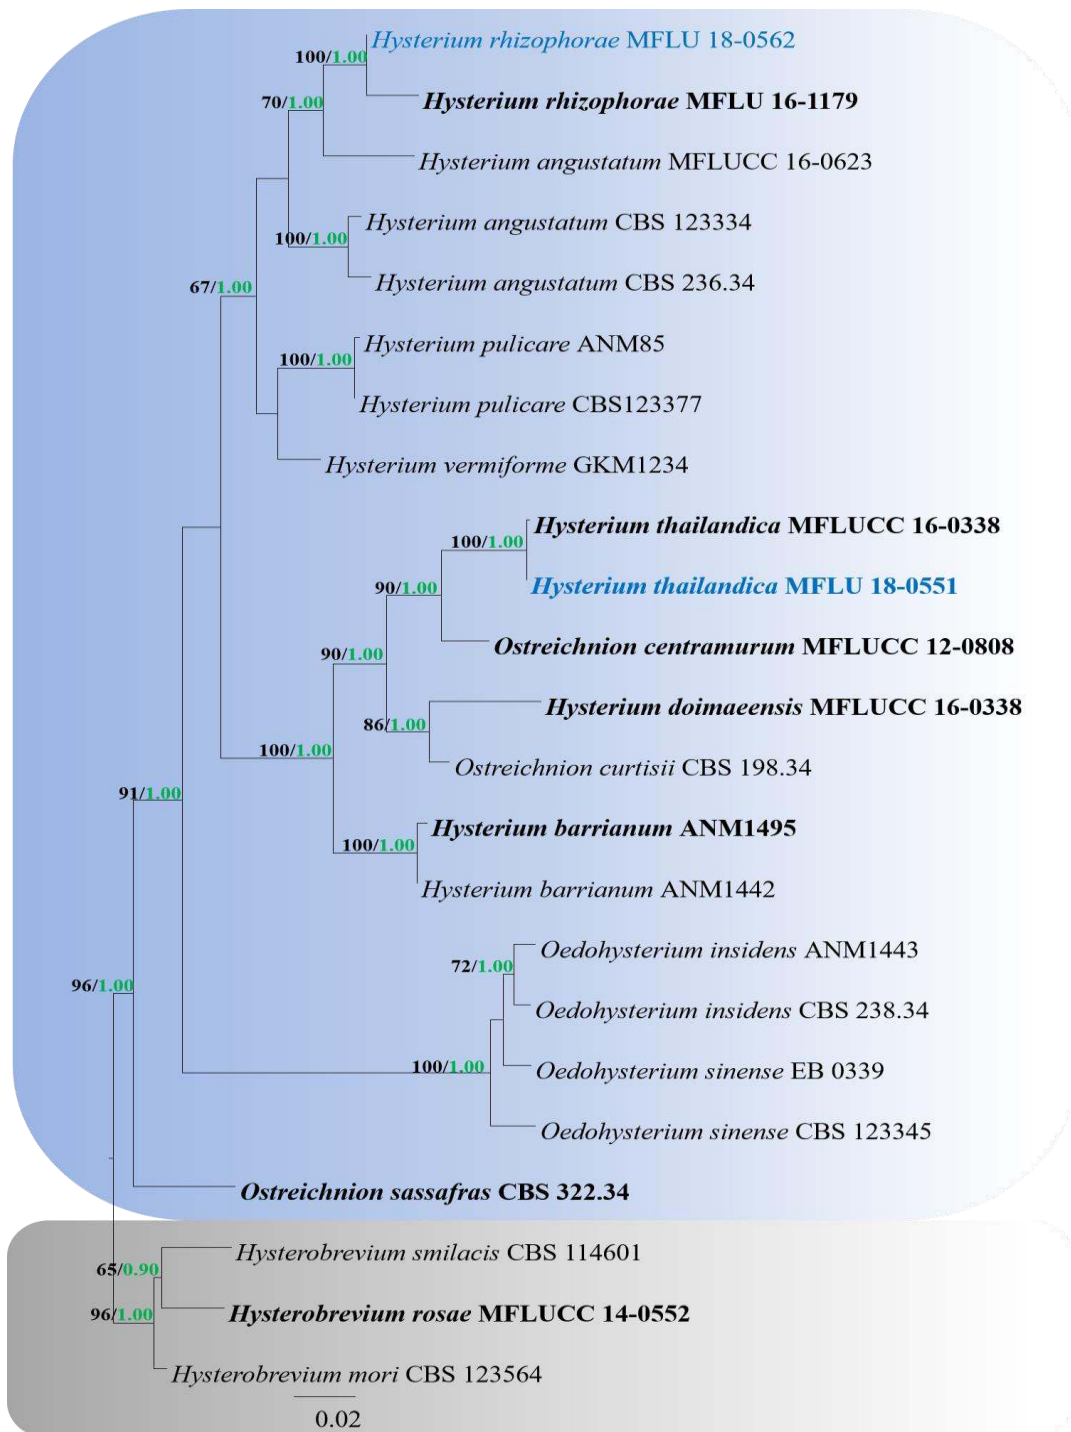 Hysterium rhizophorae MFLU 18-0562
100/1.00
Hysterium rhizophorae MFLU 16-1179
70/1.00
Hysterium angustatum MFLUCC 16-0623
Hysterium angustatum CBS 123334
100/1.00
Hysterium angustatum CBS 236.34
67/1.00
Hysterium pulicare ANM85
100/1.00
Hysterium pulicare CBS123377
Hysterium vermiforme GKM1234
Hysterium thailandica MFLUCC 16-0338
100/1.00
Hysterium thailandica MFLU 18-0551
90/1.00
Ostreichnion centramurum MFLUCC 12-0808
90/1.00
Hysterium doimaeensis MFLUCC 16-0338
86/1.00
Ostreichnion curtisii CBS 198.34
100/1.00
91/1.00
Hysterium barrianum ANM1495
100/1.00
Hysterium barrianum ANM1442
Oedohysterium insidens ANM1443
72/1.00
96/1.00
Oedohysterium insidens CBS 238.34
100/1.00
Oedohysterium sinense EB 0339
Oedohysterium sinense CBS 123345
Ostreichnion sassafras CBS 322.34
Hysterobrevium smilacis CBS 114601
65/0.90
Hysterobrevium rosae MFLUCC 14-0552
96/1.00
Hysterobrevium mori CBS 123564
0.02